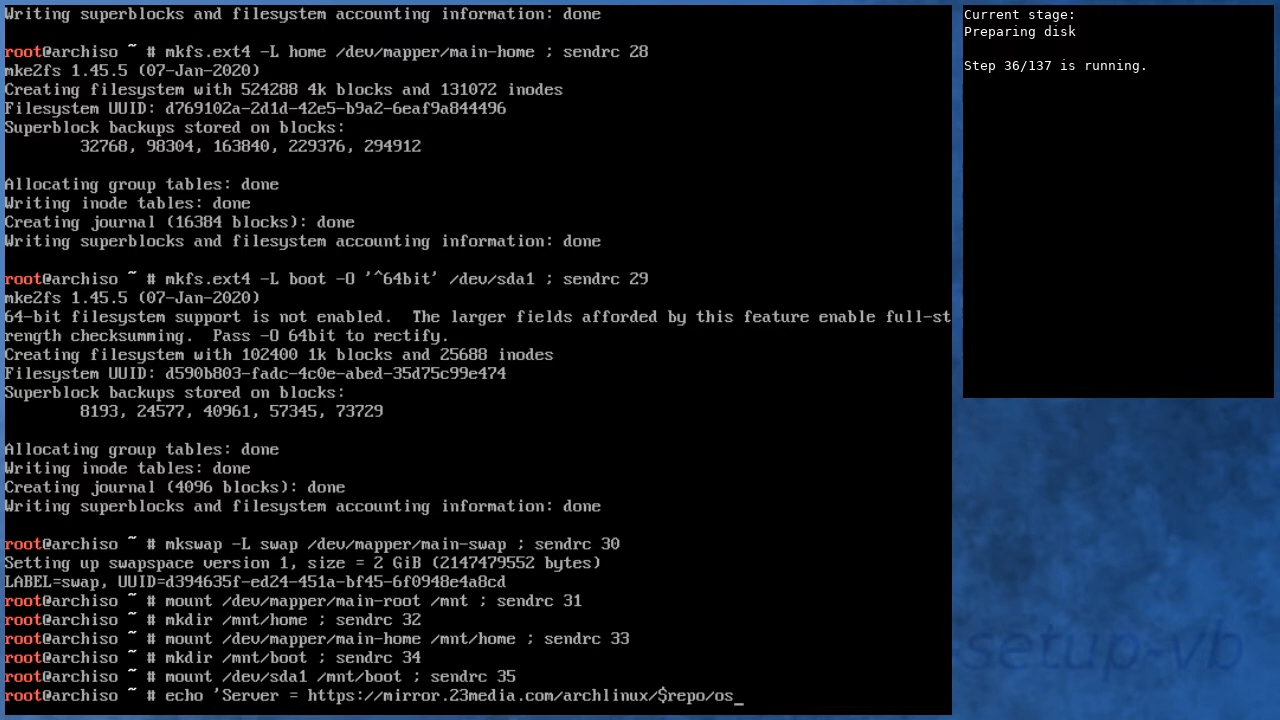 Writing superblocks and filesystem accounting information: done
root@archiso ~ # mkfs.ext4 -L home /dev/mapper/main-home ; sendrc 28
mke2fs 1.45.5 (07-Jan-2020)
Creating filesystem with 524288 4k blocks and 131072 inodes
Filesystem UUID: d769102a-2d1d-42e5-b9a2-6eaf9a844496
Superblock backups stored on blocks:
        32768, 98304, 163840, 229376, 294912
Allocating group tables: done
Writing inode tables: done
Creating journal (16384 blocks): done
Writing superblocks and filesystem accounting information: done
root@archiso ~ # mkfs.ext4 -L boot -O '^64bit' /dev/sda1 ; sendrc 29
mke2fs 1.45.5 (07-Jan-2020)
64-bit filesystem support is not enabled.  The larger fields afforded by this feature enable full-st
rength checksumming.  Pass -O 64bit to rectify.
Creating filesystem with 102400 1k blocks and 25688 inodes
Filesystem UUID: d590b803-fadc-4c0e-abed-35d75c99e474
Superblock backups stored on blocks:
        8193, 24577, 40961, 57345, 73729
Allocating group tables: done
Writing inode tables: done
Creating journal (4096 blocks): done
Writing superblocks and filesystem accounting information: done
root@archiso ~ # mkswap -L swap /dev/mapper/main-swap ; sendrc 30
Setting up swapspace version 1, size = 2 GiB (2147479552 bytes)
LABEL=swap, UUID=d394635f-ed24-451a-bf45-6f0948e4a8cd
root@archiso ~ # mount /dev/mapper/main-root /mnt ; sendrc 31
root@archiso ~ # mkdir /mnt/home ; sendrc 32
root@archiso ~ # mount /dev/mapper/main-home /mnt/home ; sendrc 33
root@archiso ~ # mkdir /mnt/boot ; sendrc 34
root@archiso ~ # mount /dev/sda1 /mnt/boot ; sendrc 35
root@archiso ~ # echo 'Server = https://mirror.23media.com/archlinux/$repo/os_
Current stage:
Preparing disk
Step 36/137 is running.
setup-vb